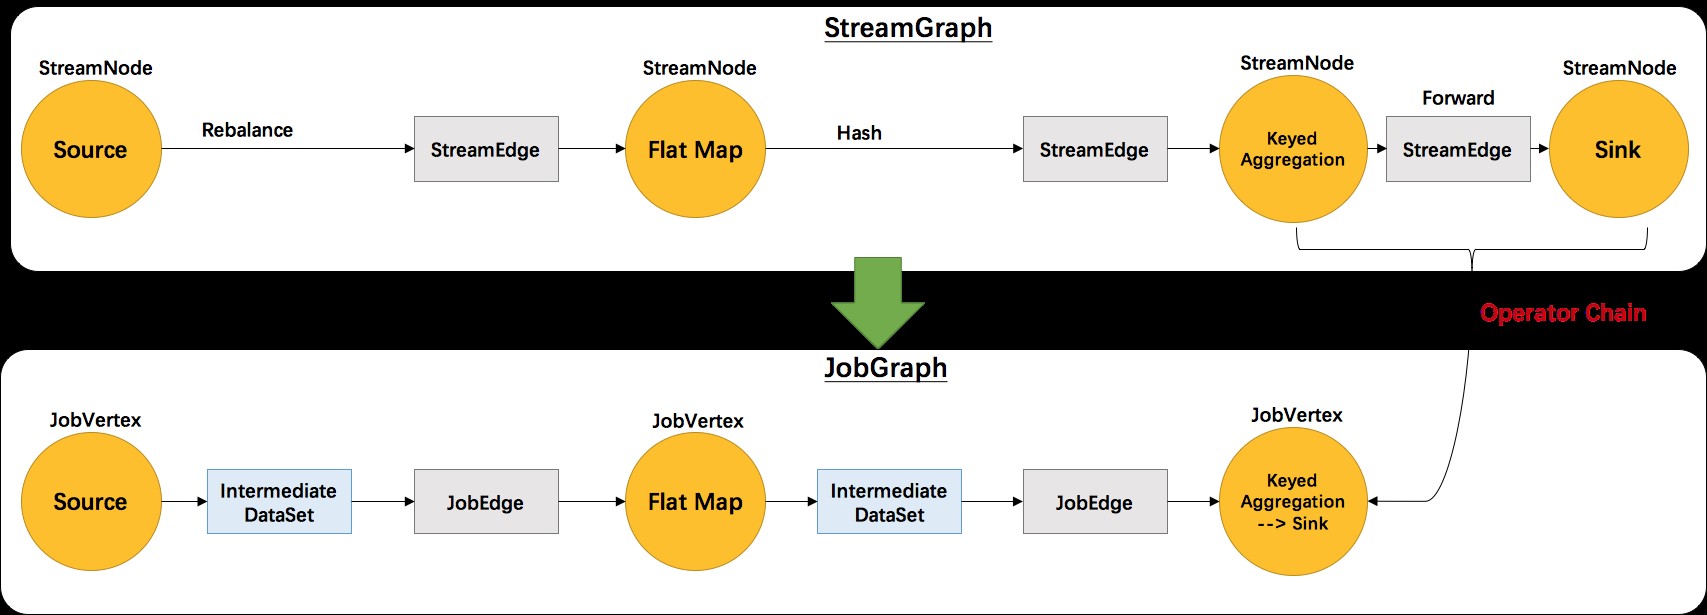 StreamGraph
StreamNode
StreamNode
StreamNode
StreamNode
Source
Rebalance
StreamEdge
Flat Map
Hash
StreamEdge
Keyed
Aggregation
Forward
StreamEdge
Sink
Operator Chain
JobGraph
JobVertex
JobVertex
JobVertex
Source
Intermediate
DataSet
JobEdge
Flat Map
Intermediate
DataSet
JobEdge
Keyed
Aggregation
--> Sink